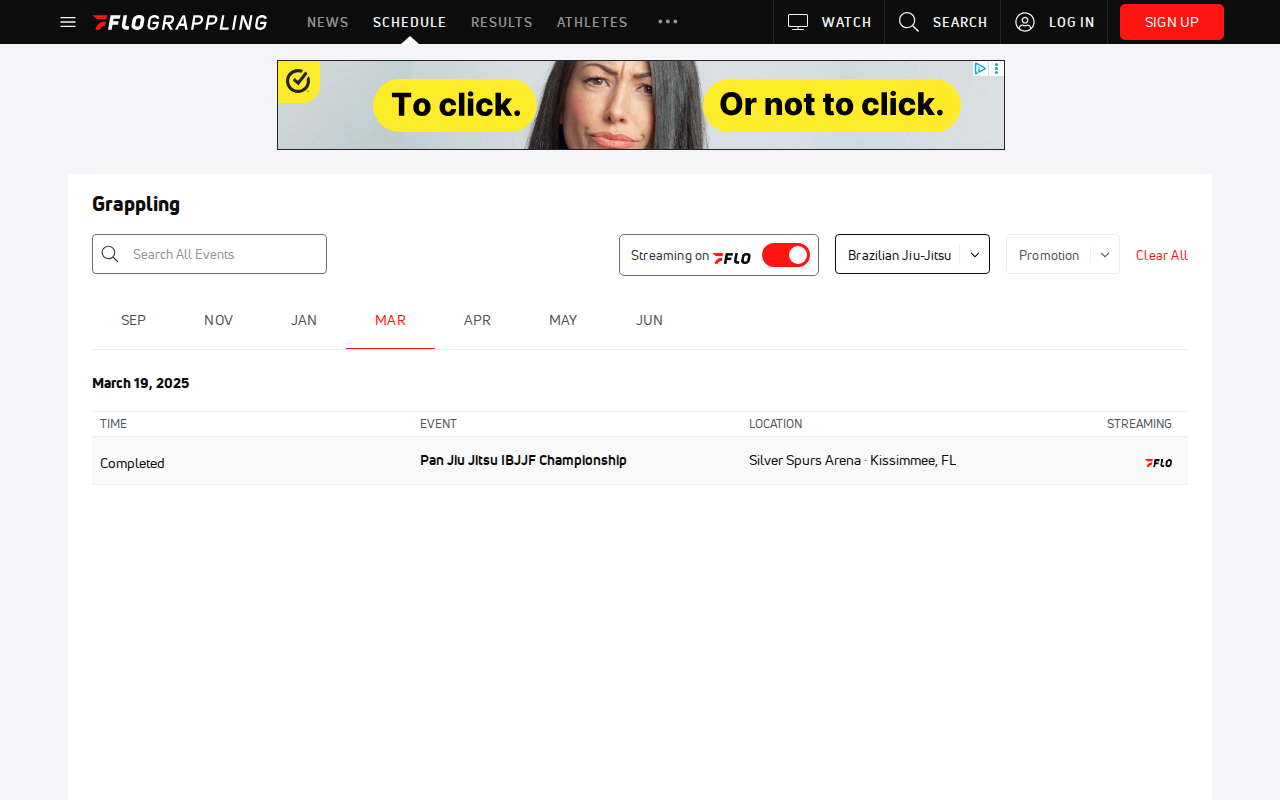 FLOGRAPPLING NEWS SCHEDULE RESULTS ATHLETES WATCH SEARCH LOG IN SIGN UP
To click. Or not to click.
Grappling
Search All Events Streaming on FLO Brazilian Jiu-Jitsu Promotion Clear All
SEP NOV JAN MAR APR MAY JUN
March 19, 2025
TIME EVENT LOCATION STREAMING
Completed Pan Jiu Jitsu IBJJF Championship Silver Spurs Arena · Kissimmee, FL FLO